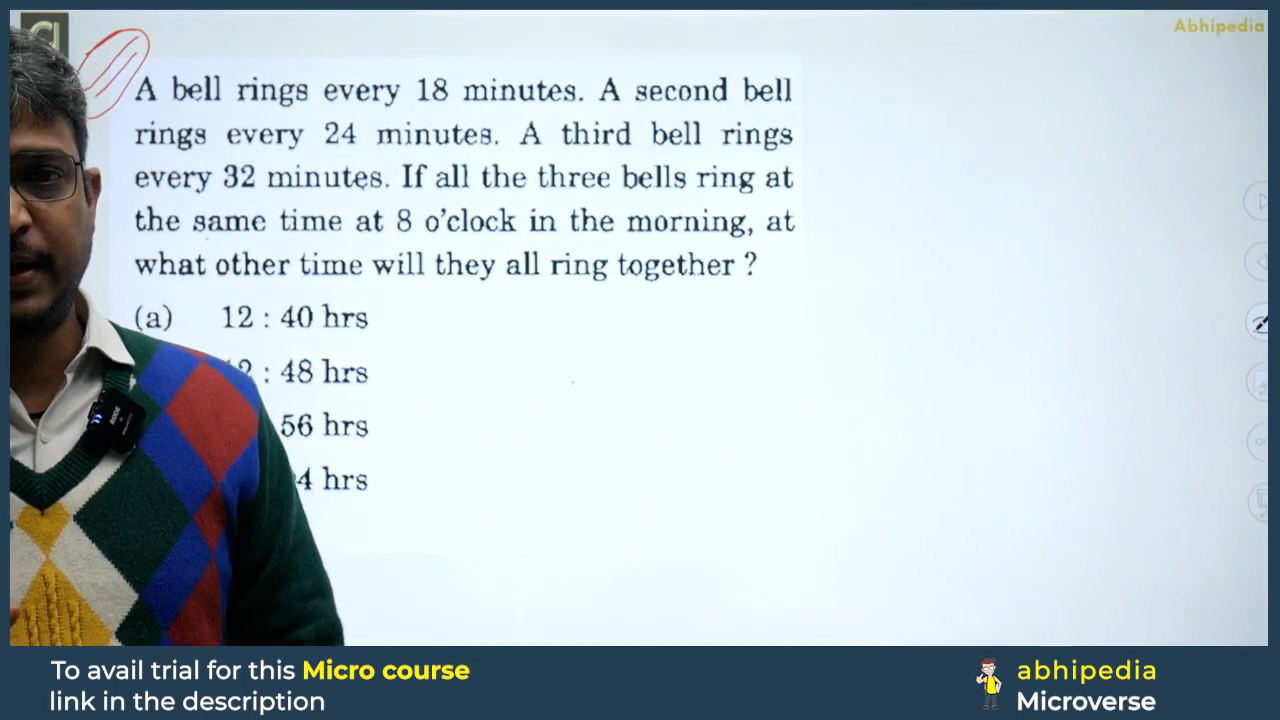 Abhipedia
A bell rings every 18 minutes. A second bell
rings every 24 minutes. A third bell rings
every 32 minutes. If all the three bells ring at
the same time at 8 o'clock in the morning, at
what other time will they all ring together ?
(a) 12 : 40 hrs
: 48 hrs
56 hrs
4 hrs
To avail trial for this Micro course
link in the description
abhipedia
Microverse